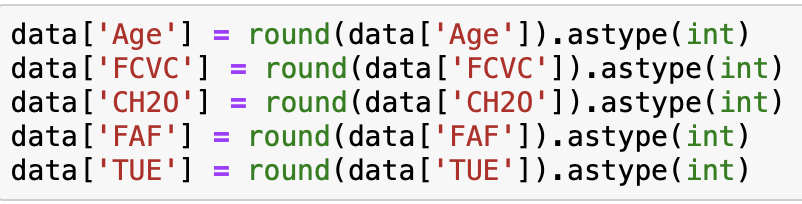 data['Age'] = round(data['Age']).astype(int)
data['FCVC'] = round(data['FCVC']).astype(int)
data['CH2O'] = round(data['CH2O']).astype(int)
data['FAF'] = round(data['FAF']).astype(int)
data['TUE'] = round(data['TUE']).astype(int)